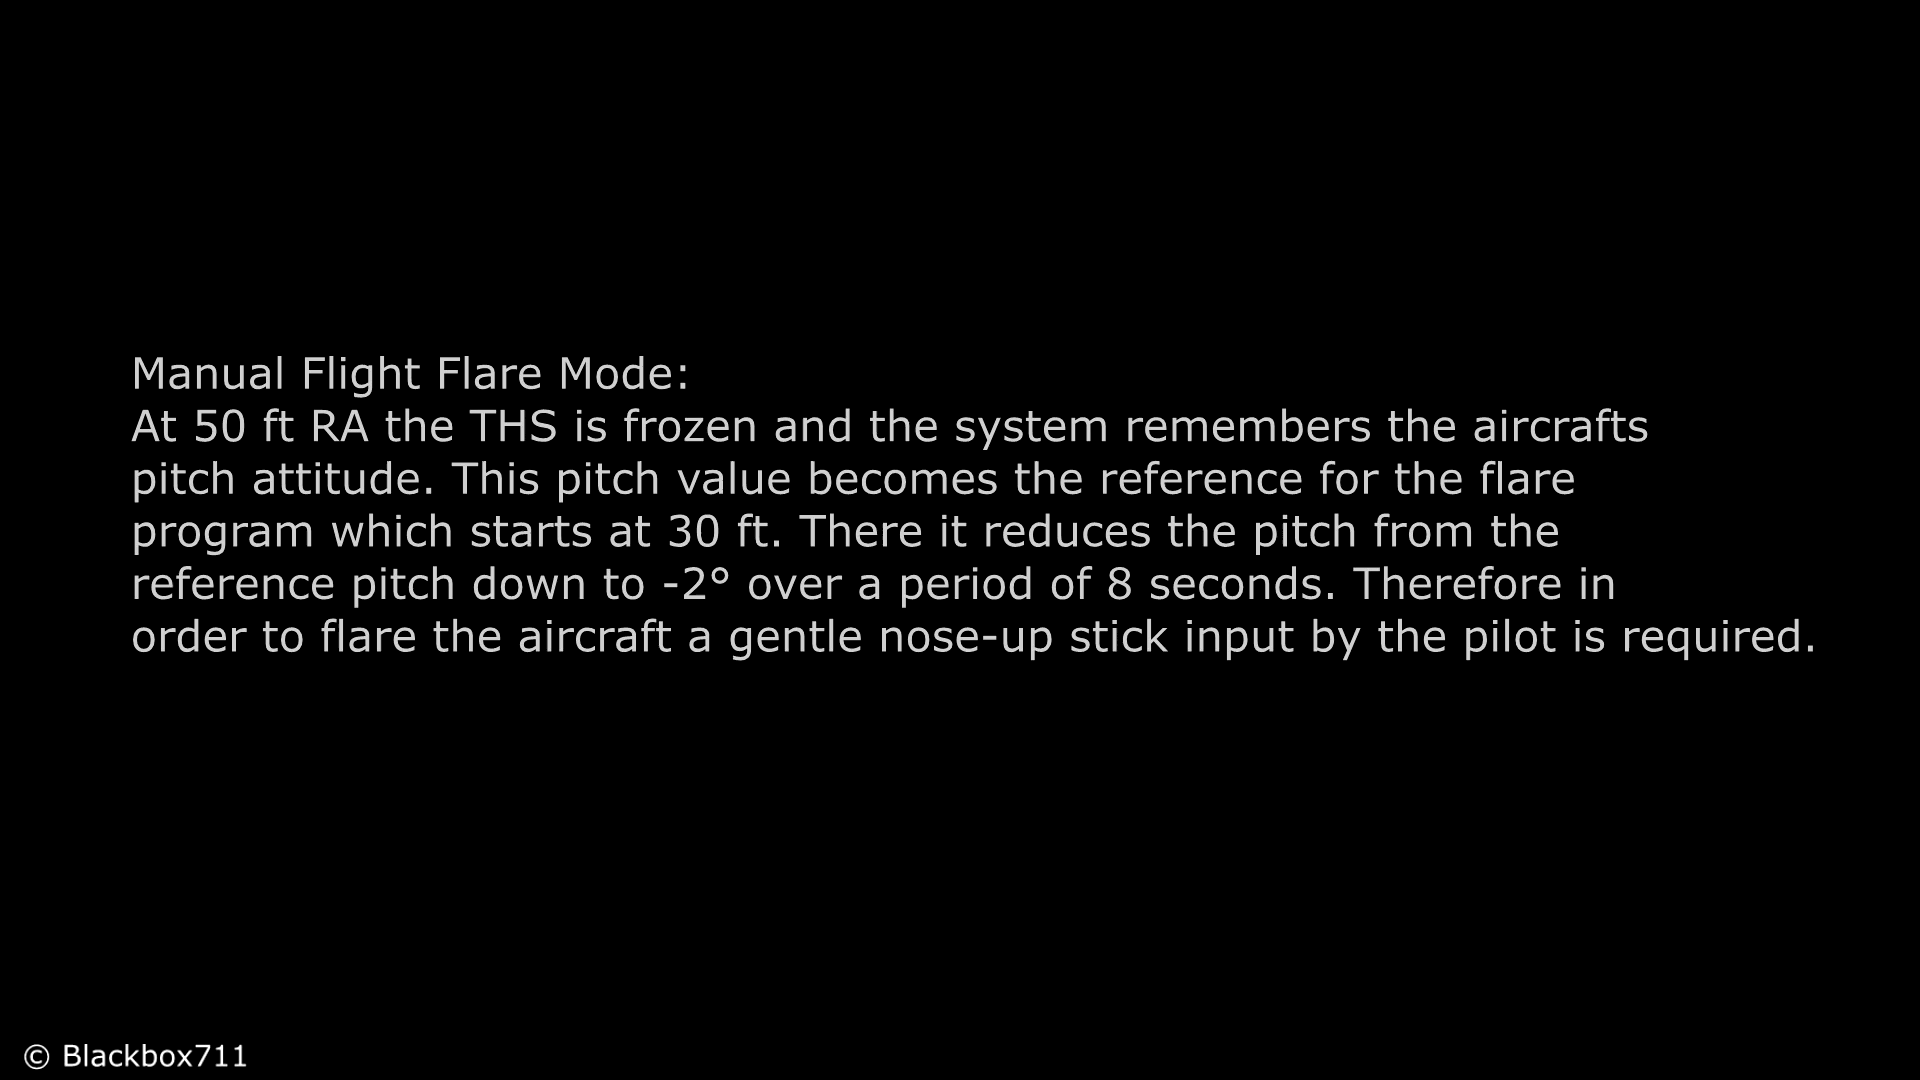 Manual Flight Flare Mode:
At 50 ft RA the THS is frozen and the system remembers the aircrafts
pitch attitude. This pitch value becomes the reference for the flare
program which starts at 30 ft. There it reduces the pitch from the
reference pitch down to -2° over a period of 8 seconds. Therefore in
order to flare the aircraft a gentle nose-up stick input by the pilot is required.
© Blackbox711